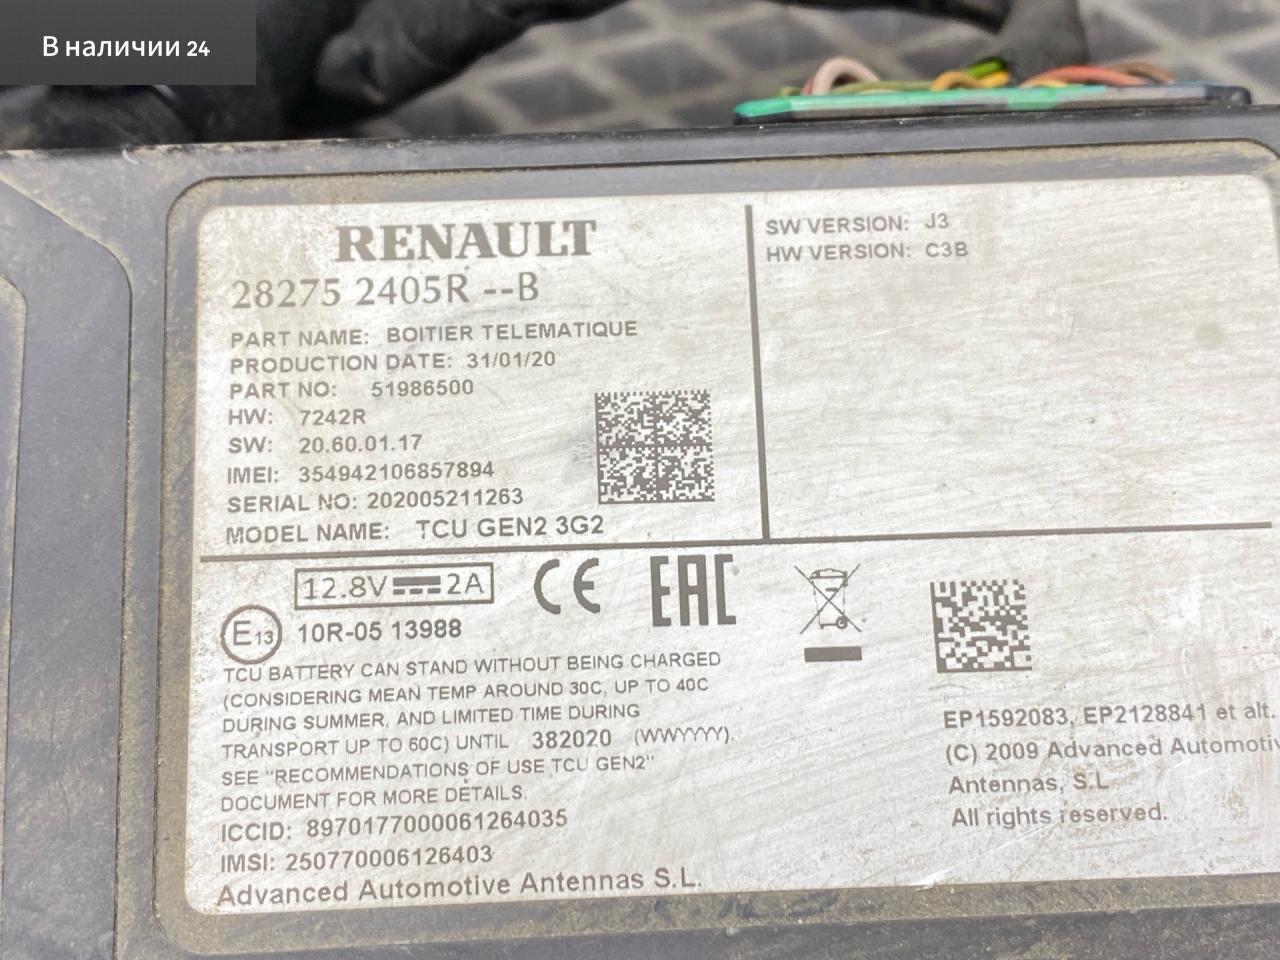 В наличии 24
RENAULT
28275 2405R --B
PART NAME: BOITIER TELEMATIQUE
PRODUCTION DATE: 31/01/20
PART NO: 51986500
HW: 7242R
SW: 20.60.01.17
IMEI: 354942106857894
SERIAL NO: 202005211263
MODEL NAME: TCU GEN2 3G2
SW VERSION: J3
HW VERSION: C3B
12.8V 2A
CE EAC
E13 10R-05 13988
TCU BATTERY CAN STAND WITHOUT BEING CHARGED
(CONSIDERING MEAN TEMP AROUND 30C, UP TO 40C
DURING SUMMER, AND LIMITED TIME DURING
TRANSPORT UP TO 60C) UNTIL 382020 (WWYYYY).
SEE "RECOMMENDATIONS OF USE TCU GEN2"
DOCUMENT FOR MORE DETAILS.
ICCID: 8970177000061264035
IMSI: 250770006126403
Advanced Automotive Antennas S.L.
EP1592083, EP2128841 et alt.
(C) 2009 Advanced Automotiv
Antennas, S.L
All rights reserved.